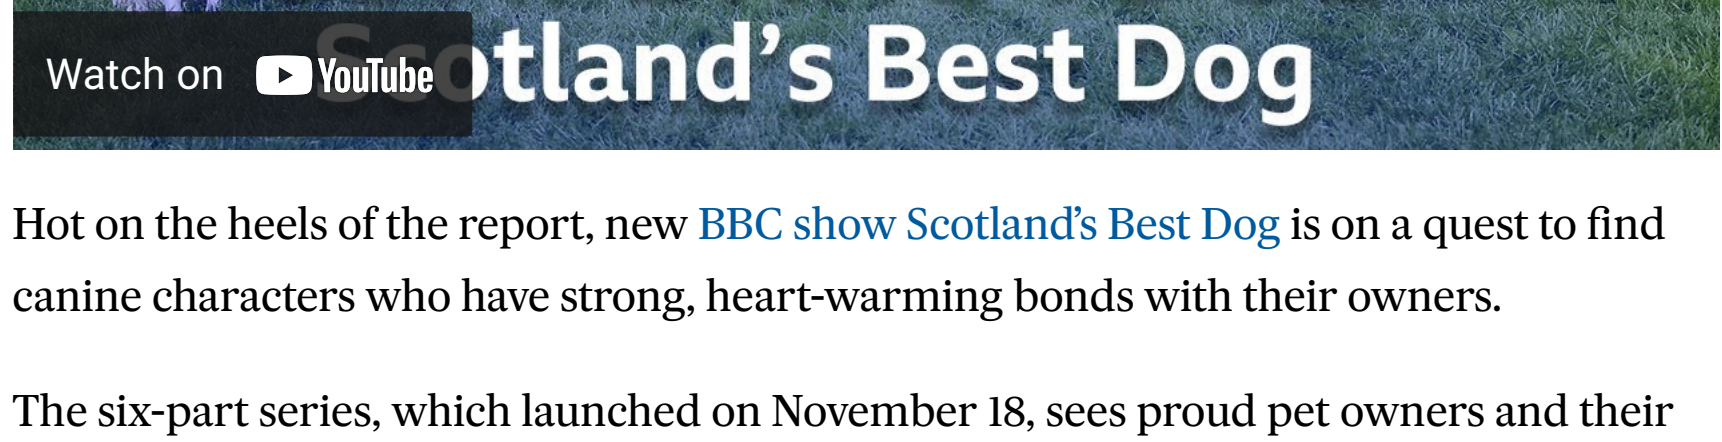 Scotland's Best Dog
Watch on YouTube
Hot on the heels of the report, new BBC show Scotland's Best Dog is on a quest to find
canine characters who have strong, heart-warming bonds with their owners.
The six-part series, which launched on November 18, sees proud pet owners and their